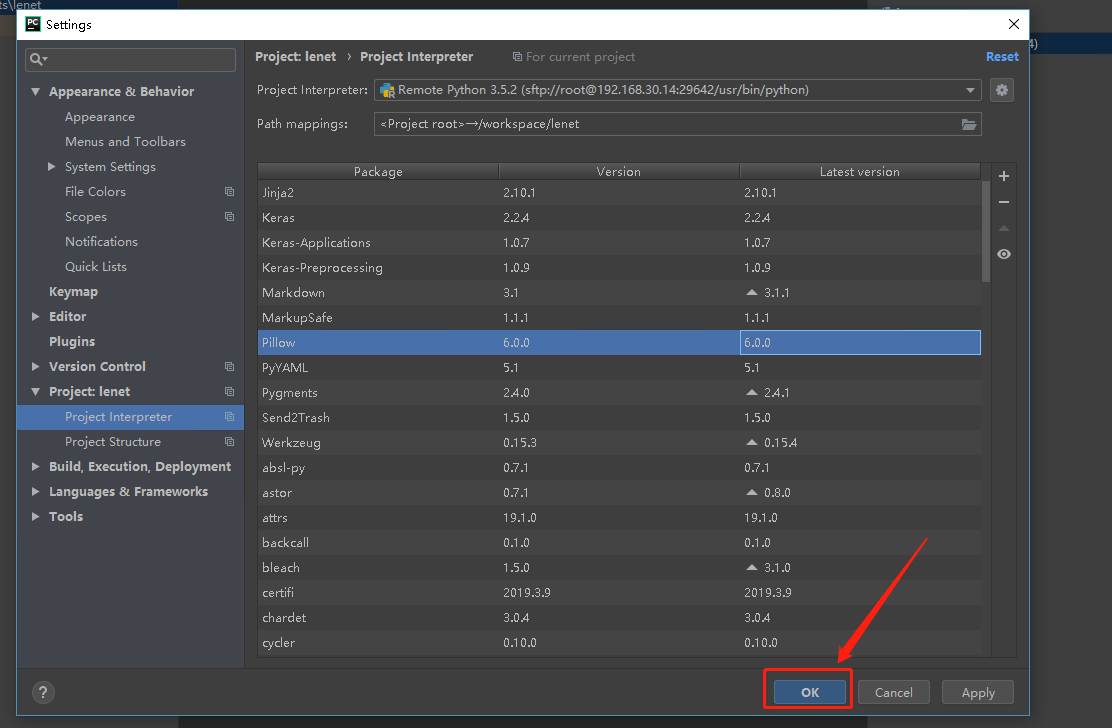 ts\lenet
PC Settings
Project: lenet › Project Interpreter For current project Reset
Project Interpreter: Remote Python 3.5.2 (sftp://root@192.168.30.14:29642/usr/bin/python)
Path mappings: <Project root>→/workspace/lenet
Appearance & Behavior
Appearance
Menus and Toolbars
System Settings
File Colors
Scopes
Notifications
Quick Lists
Keymap
Editor
Plugins
Version Control
Project: lenet
Project Interpreter
Project Structure
Build, Execution, Deployment
Languages & Frameworks
Tools
Package Version Latest version
Jinja2 2.10.1 2.10.1
Keras 2.2.4 2.2.4
Keras-Applications 1.0.7 1.0.7
Keras-Preprocessing 1.0.9 1.0.9
Markdown 3.1 3.1.1
MarkupSafe 1.1.1 1.1.1
Pillow 6.0.0 6.0.0
PyYAML 5.1 5.1
Pygments 2.4.0 2.4.1
Send2Trash 1.5.0 1.5.0
Werkzeug 0.15.3 0.15.4
absl-py 0.7.1 0.7.1
astor 0.7.1 0.8.0
attrs 19.1.0 19.1.0
backcall 0.1.0 0.1.0
bleach 1.5.0 3.1.0
certifi 2019.3.9 2019.3.9
chardet 3.0.4 3.0.4
cycler 0.10.0 0.10.0
? OK Cancel Apply
4)